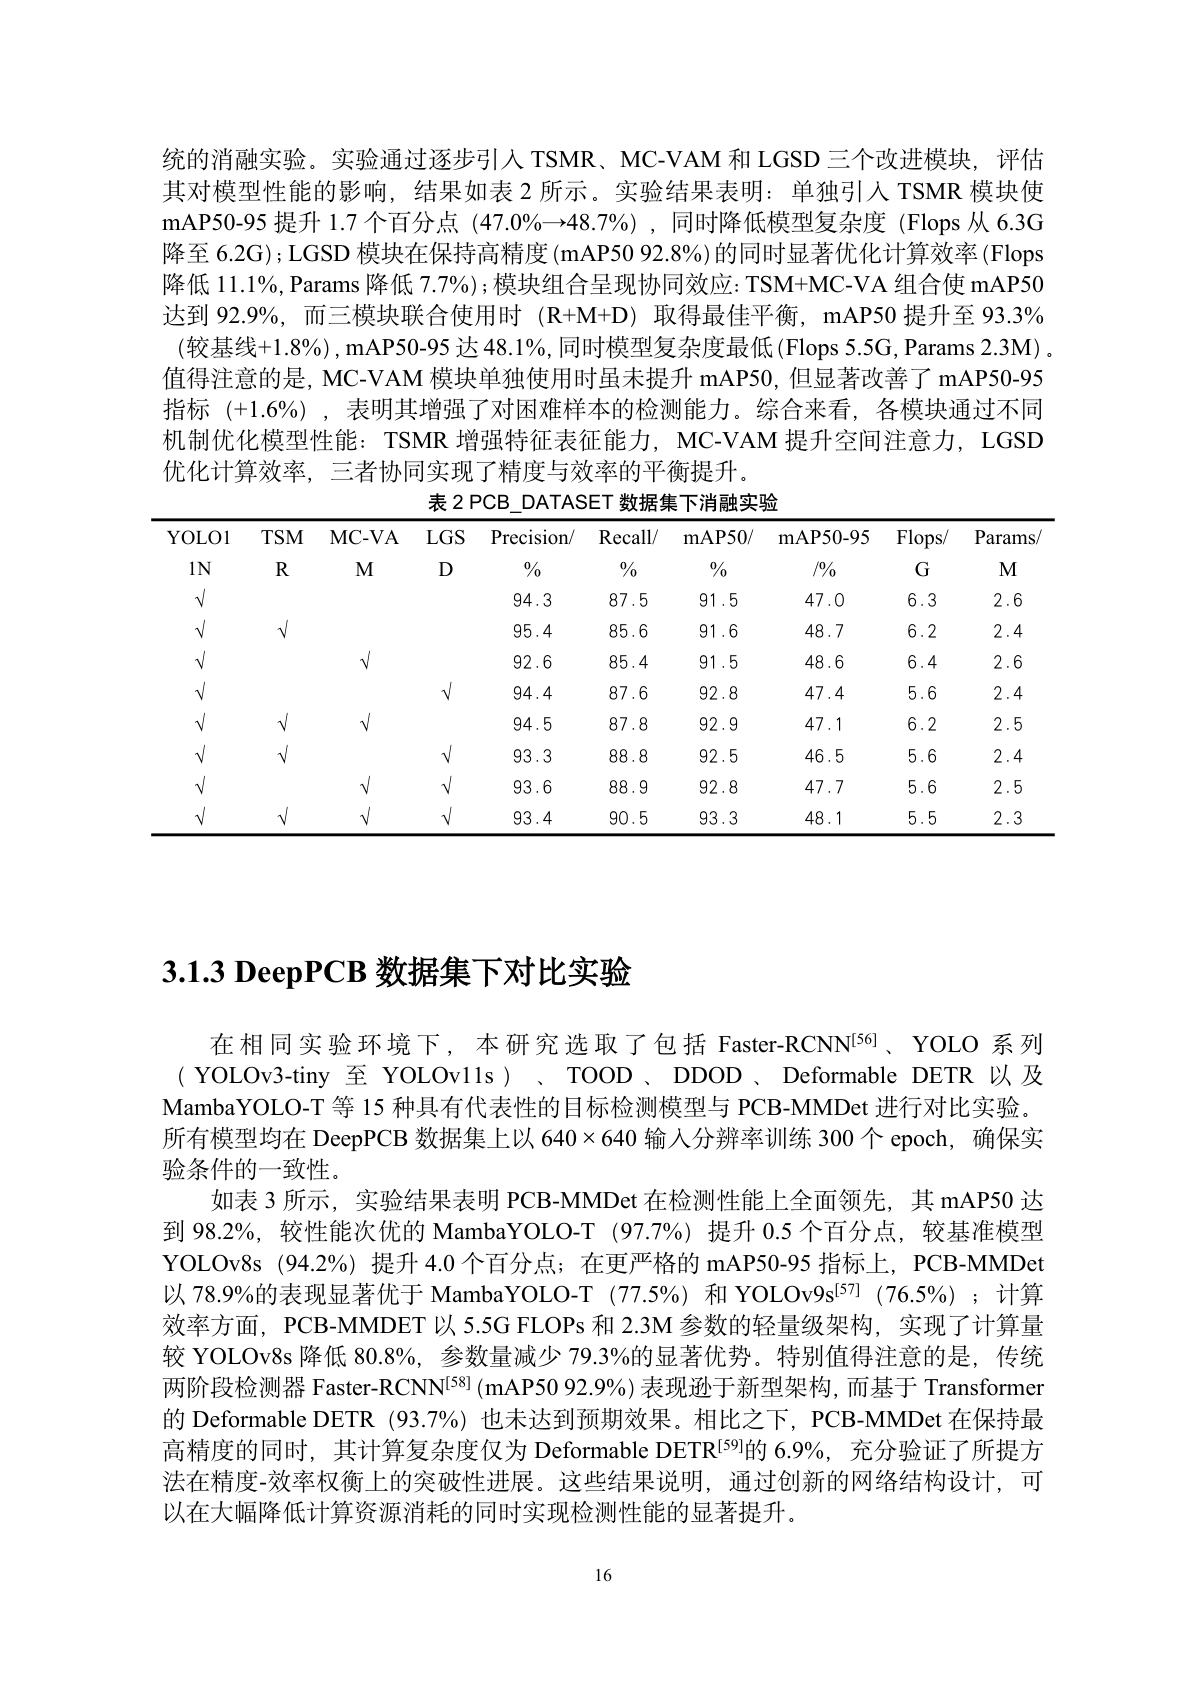 统的消融实验。实验通过逐步引入 TSMR、MC-VAM 和 LGSD 三个改进模块，评估
其对模型性能的影响，结果如表 2 所示。实验结果表明：单独引入 TSMR 模块使
mAP50-95 提升 1.7 个百分点（47.0%→48.7%），同时降低模型复杂度（Flops 从 6.3G
降至 6.2G）；LGSD 模块在保持高精度（mAP50 92.8%）的同时显著优化计算效率（Flops
降低 11.1%, Params 降低 7.7%）；模块组合呈现协同效应：TSM+MC-VA 组合使 mAP50
达到 92.9%，而三模块联合使用时（R+M+D）取得最佳平衡，mAP50 提升至 93.3%
（较基线+1.8%），mAP50-95 达 48.1%，同时模型复杂度最低（Flops 5.5G, Params 2.3M）。
值得注意的是，MC-VAM 模块单独使用时虽未提升 mAP50，但显著改善了 mAP50-95
指标（+1.6%），表明其增强了对困难样本的检测能力。综合来看，各模块通过不同
机制优化模型性能：TSMR 增强特征表征能力，MC-VAM 提升空间注意力，LGSD
优化计算效率，三者协同实现了精度与效率的平衡提升。
表 2 PCB_DATASET 数据集下消融实验
YOLO1 TSM MC-VA LGS Precision/ Recall/ mAP50/ mAP50-95 Flops/ Params/
1N R M D % % % /% G M
√ 94.3 87.5 91.5 47.0 6.3 2.6
√ √ 95.4 85.6 91.6 48.7 6.2 2.4
√ √ 92.6 85.4 91.5 48.6 6.4 2.6
√ √ 94.4 87.6 92.8 47.4 5.6 2.4
√ √ √ 94.5 87.8 92.9 47.1 6.2 2.5
√ √ √ 93.3 88.8 92.5 46.5 5.6 2.4
√ √ √ 93.6 88.9 92.8 47.7 5.6 2.5
√ √ √ √ 93.4 90.5 93.3 48.1 5.5 2.3
3.1.3 DeepPCB 数据集下对比实验
在相同实验环境下，本研究选取了包括 Faster-RCNN[56]、YOLO 系列
（YOLOv3-tiny 至 YOLOv11s）、TOOD、DDOD、Deformable DETR 以及
MambaYOLO-T 等 15 种具有代表性的目标检测模型与 PCB-MMDet 进行对比实验。
所有模型均在 DeepPCB 数据集上以 640×640 输入分辨率训练 300 个 epoch，确保实
验条件的一致性。
如表 3 所示，实验结果表明 PCB-MMDet 在检测性能上全面领先，其 mAP50 达
到 98.2%，较性能次优的 MambaYOLO-T（97.7%）提升 0.5 个百分点，较基准模型
YOLOv8s（94.2%）提升 4.0 个百分点；在更严格的 mAP50-95 指标上，PCB-MMDet
以 78.9%的表现显著优于 MambaYOLO-T（77.5%）和 YOLOv9s[57]（76.5%）；计算
效率方面，PCB-MMDET 以 5.5G FLOPs 和 2.3M 参数的轻量级架构，实现了计算量
较 YOLOv8s 降低 80.8%，参数量减少 79.3%的显著优势。特别值得注意的是，传统
两阶段检测器 Faster-RCNN[58]（mAP50 92.9%）表现逊于新型架构，而基于 Transformer
的 Deformable DETR（93.7%）也未达到预期效果。相比之下，PCB-MMDet 在保持最
高精度的同时，其计算复杂度仅为 Deformable DETR[59]的 6.9%，充分验证了所提方
法在精度-效率权衡上的突破性进展。这些结果说明，通过创新的网络结构设计，可
以在大幅降低计算资源消耗的同时实现检测性能的显著提升。
16